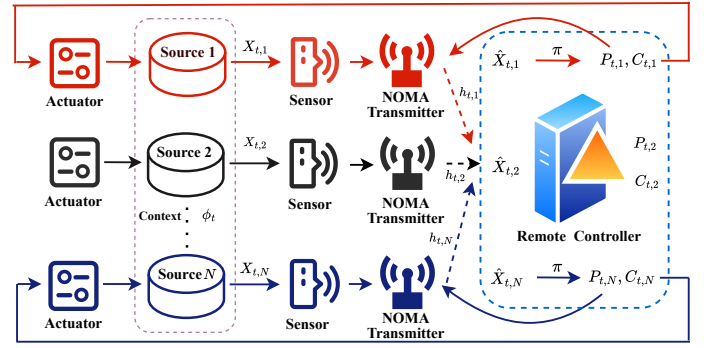 Source 1
X_{t,1}
\hat{X}_{t,1}
π
P_{t,1}, C_{t,1}
Actuator
Sensor
NOMA
Transmitter
h_{t,1}
Source 2
X_{t,2}
h_{t,2}
\hat{X}_{t,2}
P_{t,2}
C_{t,2}
Actuator
Sensor
NOMA
Transmitter
Context
ϕ_t
Remote Controller
h_{t,N}
Source N
X_{t,N}
\hat{X}_{t,N}
π
P_{t,N}, C_{t,N}
Actuator
Sensor
NOMA
Transmitter